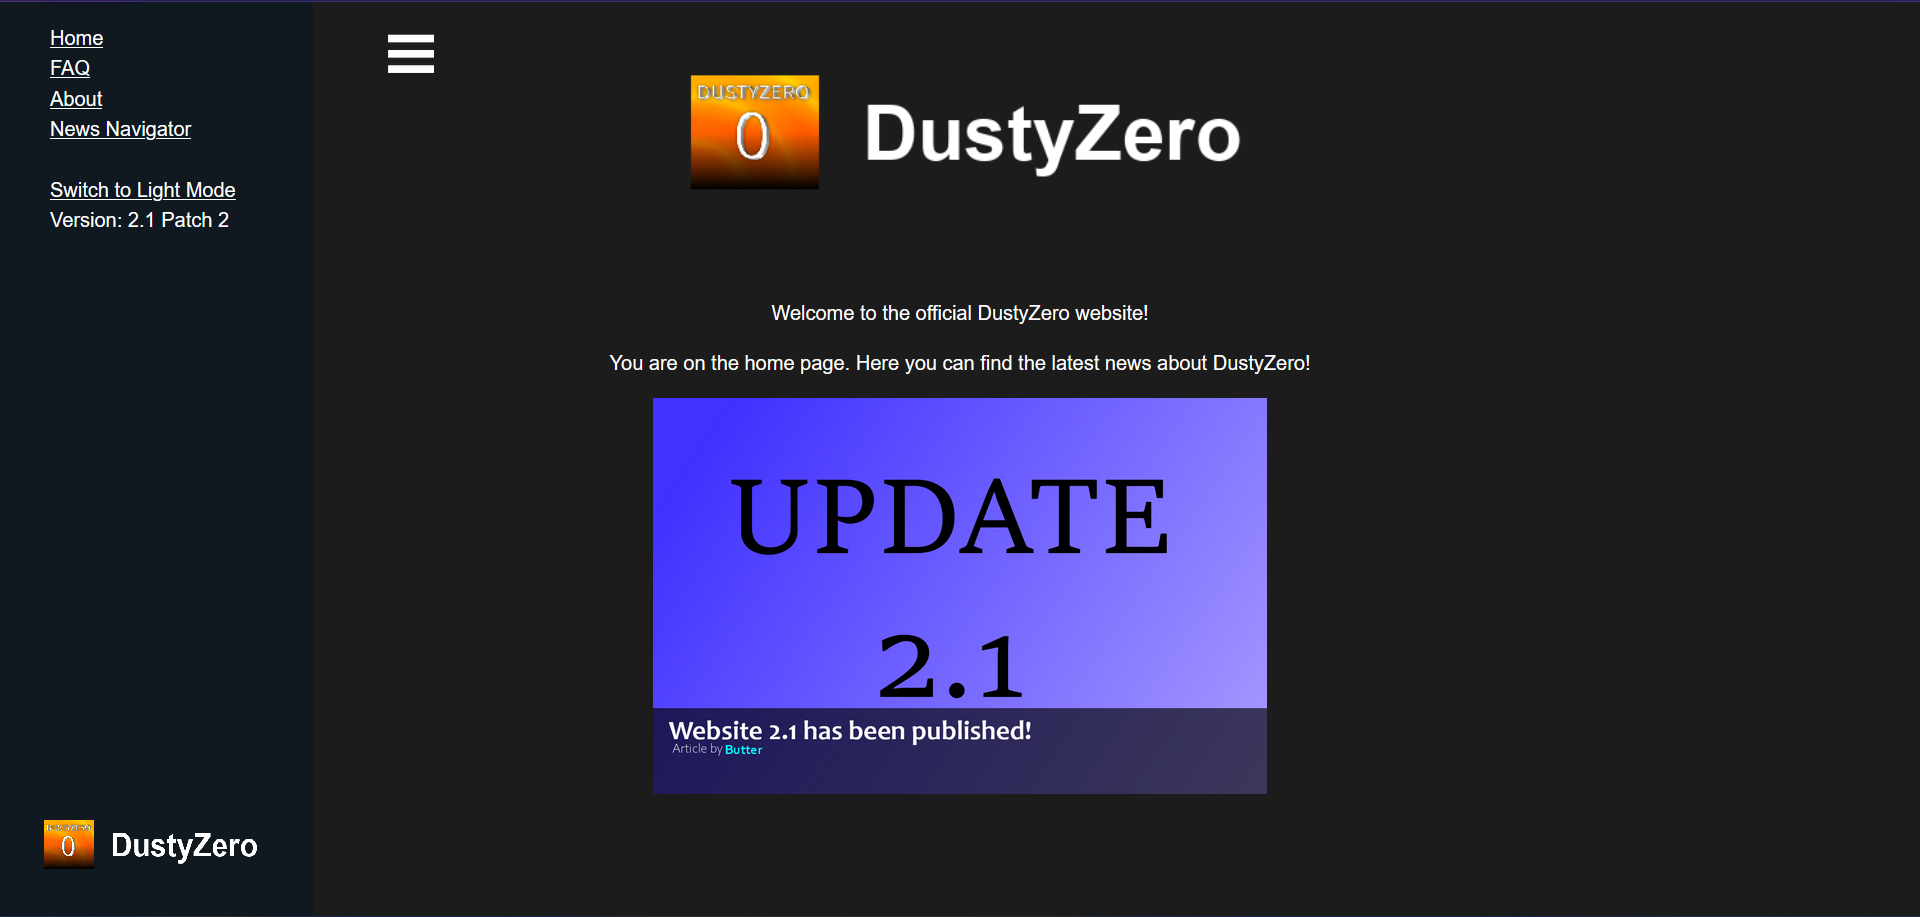 Home
FAQ
About
News Navigator
Switch to Light Mode
Version: 2.1 Patch 2
DUSTYZERO
0
DustyZero
Welcome to the official DustyZero website!
You are on the home page. Here you can find the latest news about DustyZero!
UPDATE
2.1
Website 2.1 has been published!
Article by Butter
DUSTYZERO
0
DustyZero